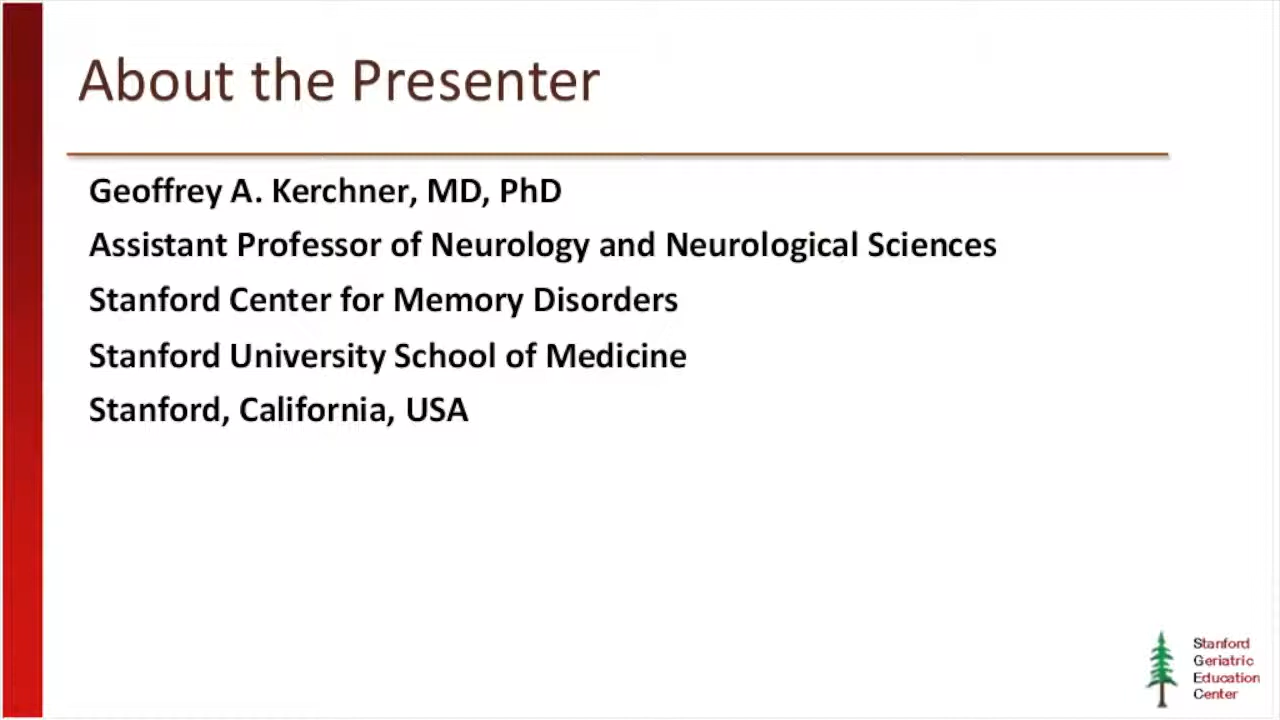 About the Presenter
Geoffrey A. Kerchner, MD, PhD
Assistant Professor of Neurology and Neurological Sciences
Stanford Center for Memory Disorders
Stanford University School of Medicine
Stanford, California, USA
Stanford
Geriatric
Education
Center